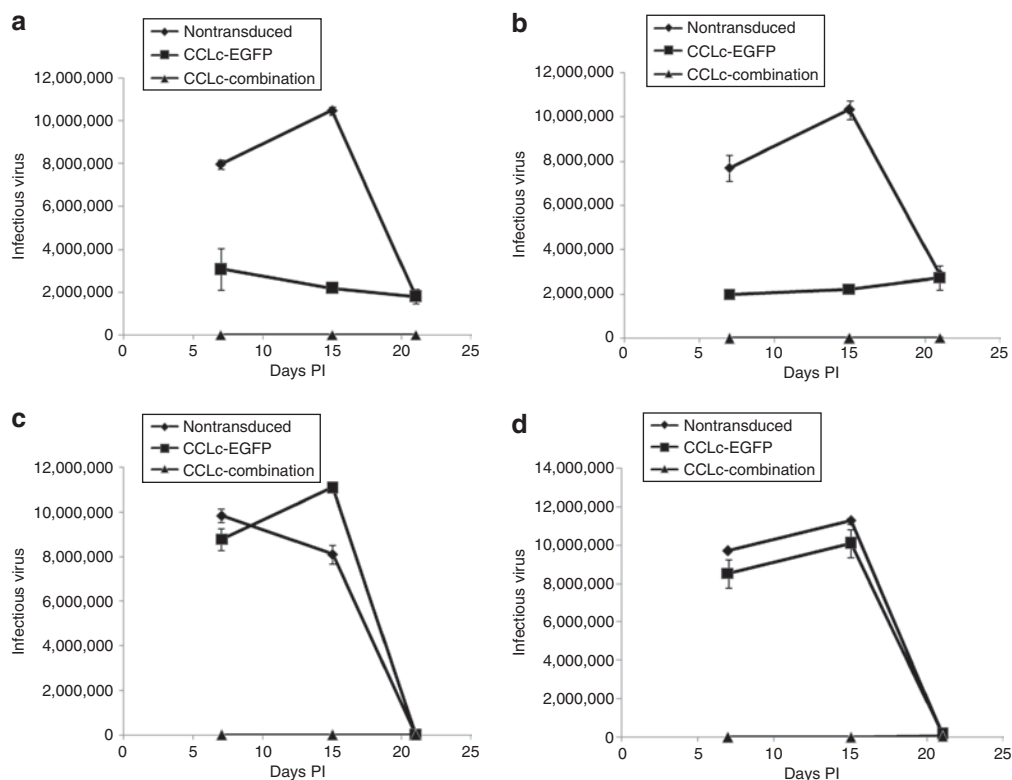 a
Nontransduced
CCLc-EGFP
CCLc-combination
12,000,000
10,000,000
8,000,000
6,000,000
4,000,000
2,000,000
0
Infectious virus
0 5 10 15 20 25
Days PI
b
Nontransduced
CCLc-EGFP
CCLc-combination
12,000,000
10,000,000
8,000,000
6,000,000
4,000,000
2,000,000
0
Infectious virus
0 5 10 15 20 25
Days PI
c
Nontransduced
CCLc-EGFP
CCLc-combination
12,000,000
10,000,000
8,000,000
6,000,000
4,000,000
2,000,000
0
Infectious virus
0 5 10 15 20 25
Days PI
d
Nontransduced
CCLc-EGFP
CCLc-combination
14,000,000
12,000,000
10,000,000
8,000,000
6,000,000
4,000,000
2,000,000
0
Infectious virus
0 5 10 15 20 25
Days PI